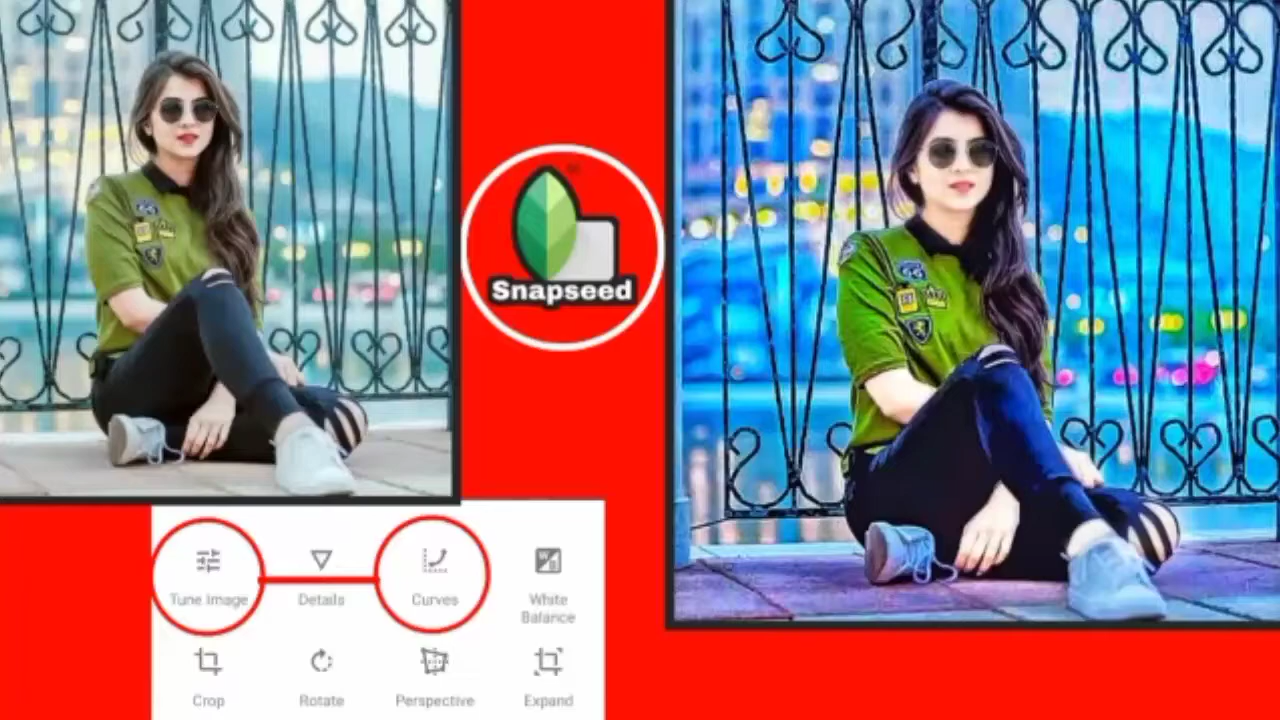 Snapseed
Tune Image
Details
Curves
White
Balance
Crop
Rotate
Perspective
Expand